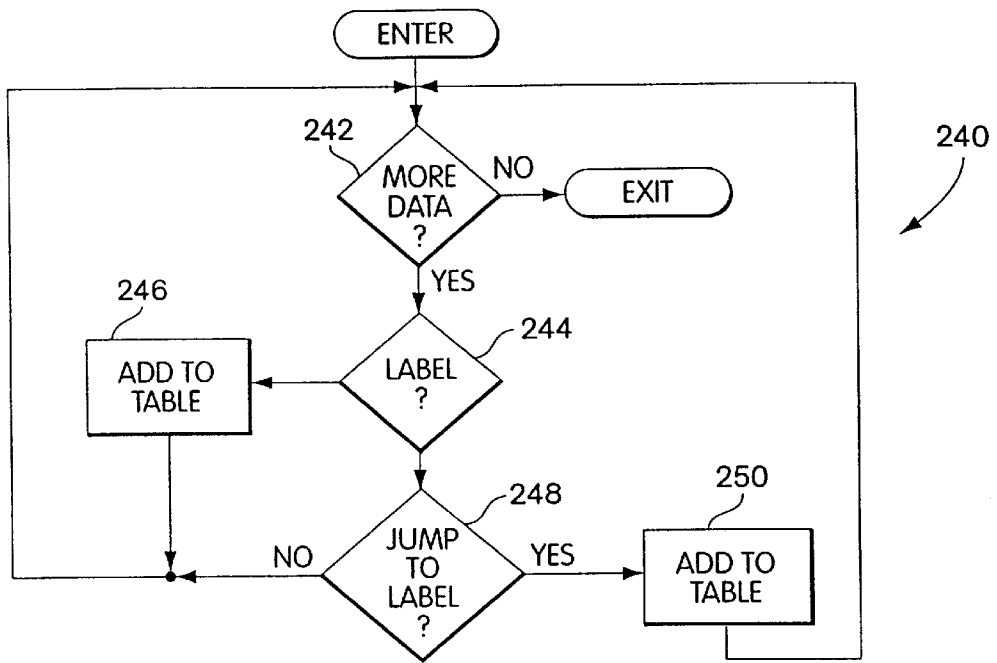 ENTER
242
240
MORE
DATA
?
NO
EXIT
YES
246
244
ADD TO
TABLE
LABEL
?
248
250
JUMP
TO
LABEL
?
NO
YES
ADD TO
TABLE